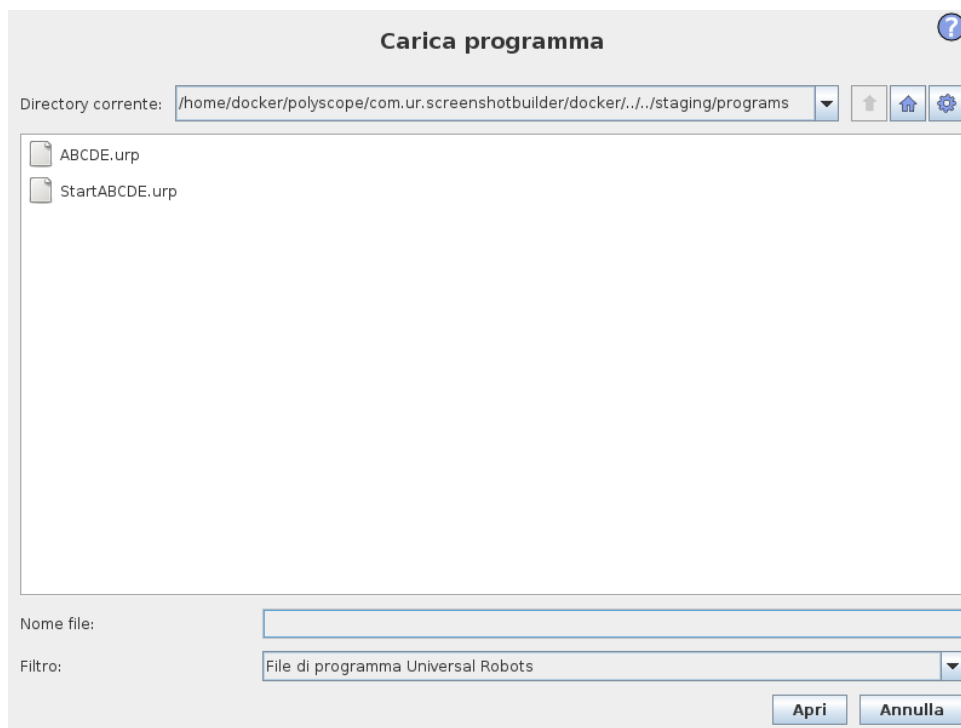 Carica programma
?
Directory corrente: /home/docker/polyscope/com.ur.screenshotbuilder/docker/../../staging/programs
ABCDE.urp
StartABCDE.urp
Nome file:
Filtro: File di programma Universal Robots
Apri Annulla